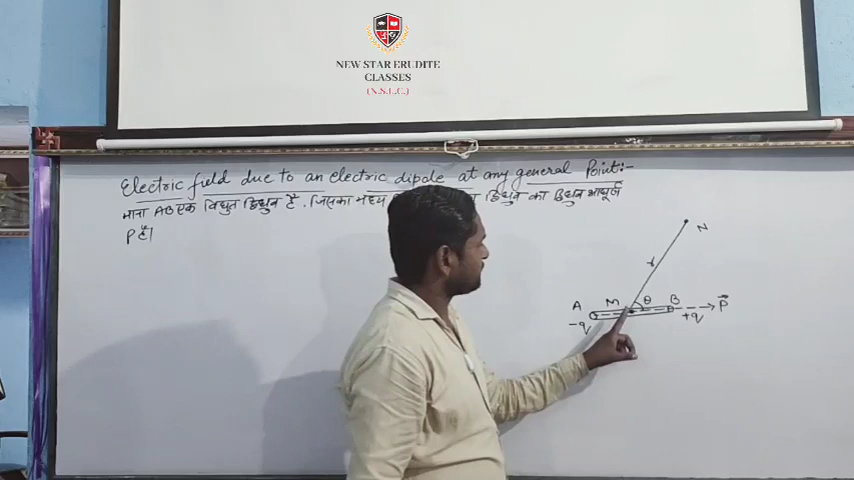 NEW STAR ERUDITE
CLASSES
(N.S.E.C.)
Electric field due to an electric dipole at any general Point:-
माना AB एक विधुत द्विधुव है, जिसका मध्य द्विधुव का द्विधुव आधूर्ण
P है।
N
r
A M θ B P
-q +q